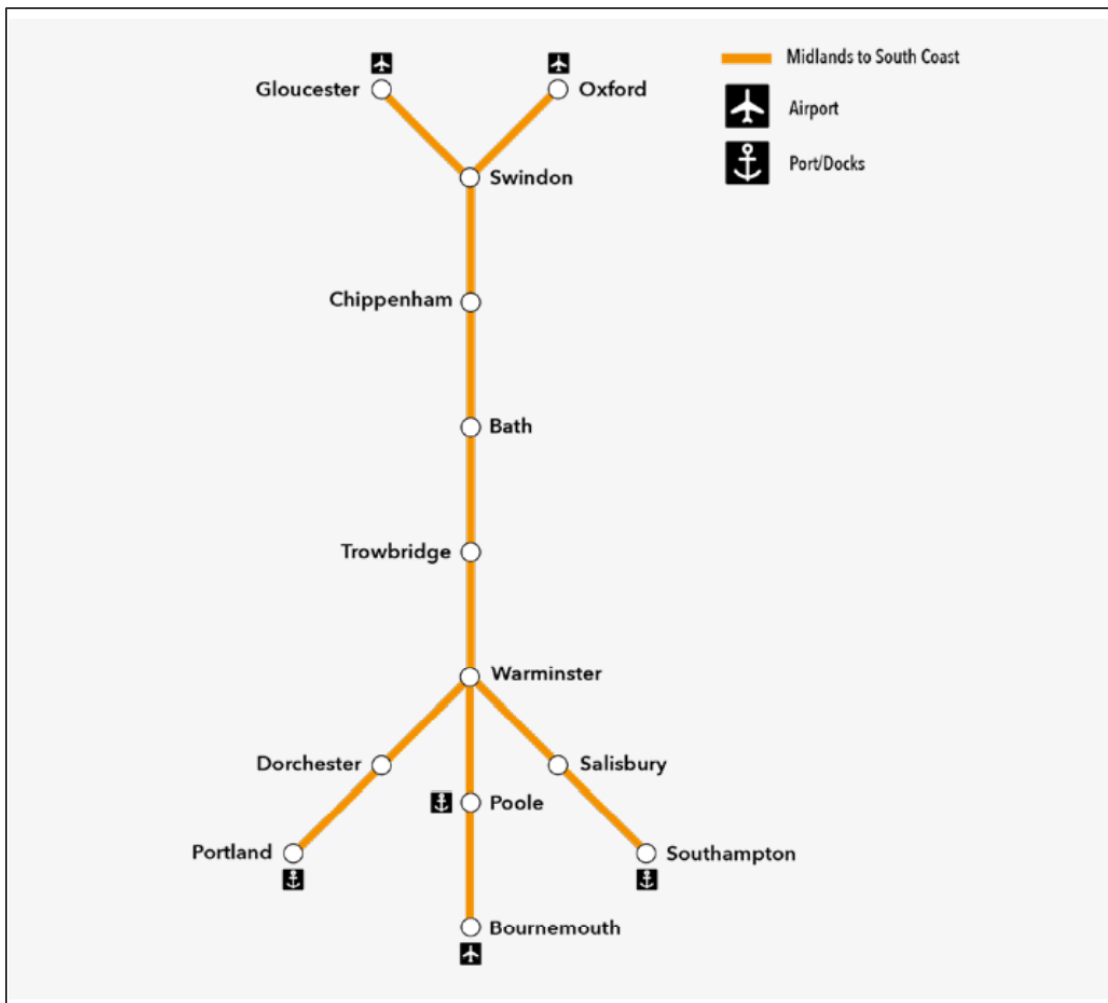 Gloucester
Oxford
Midlands to South Coast
Airport
Port/Docks
Swindon
Chippenham
Bath
Trowbridge
Warminster
Dorchester
Salisbury
Poole
Portland
Southampton
Bournemouth